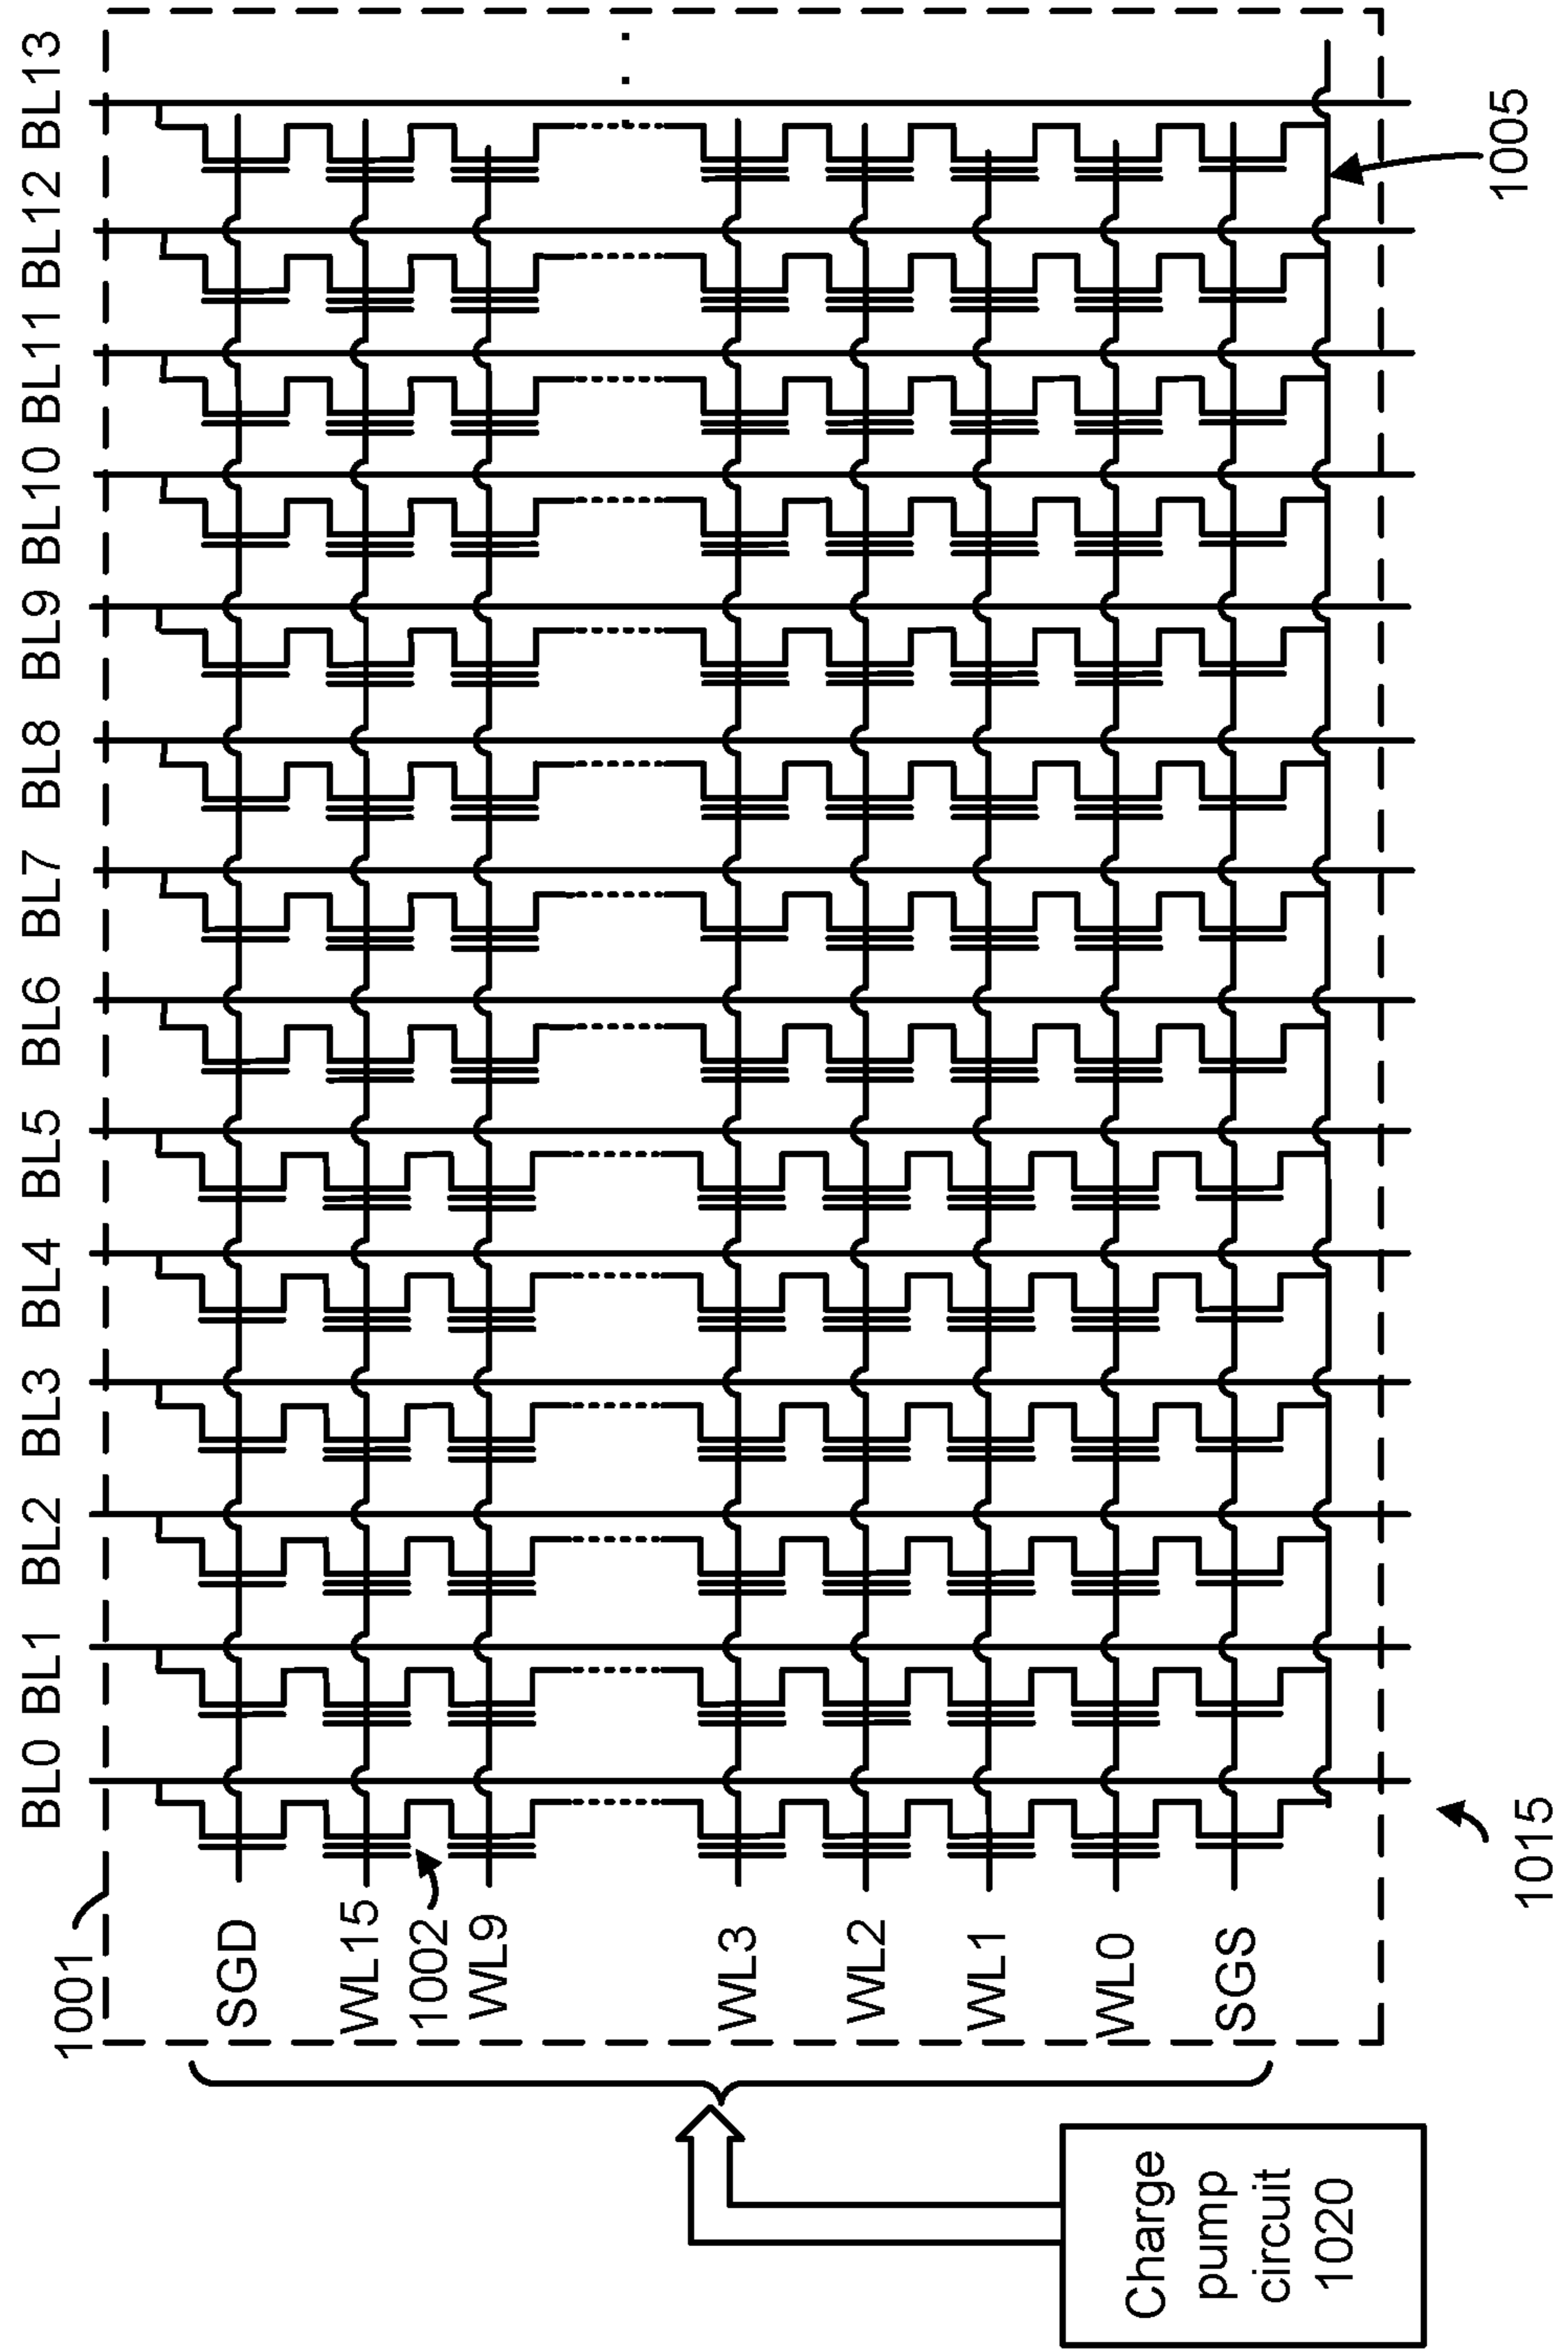 BL0 BL1 BL2 BL3 BL4 BL5 BL6 BL7 BL8 BL9 BL10 BL11 BL12 BL13
1001
SGD
WL15
1002
WL9
WL3
WL2
WL1
WL0
SGS
1005
1015
Charge
pump
circuit
1020